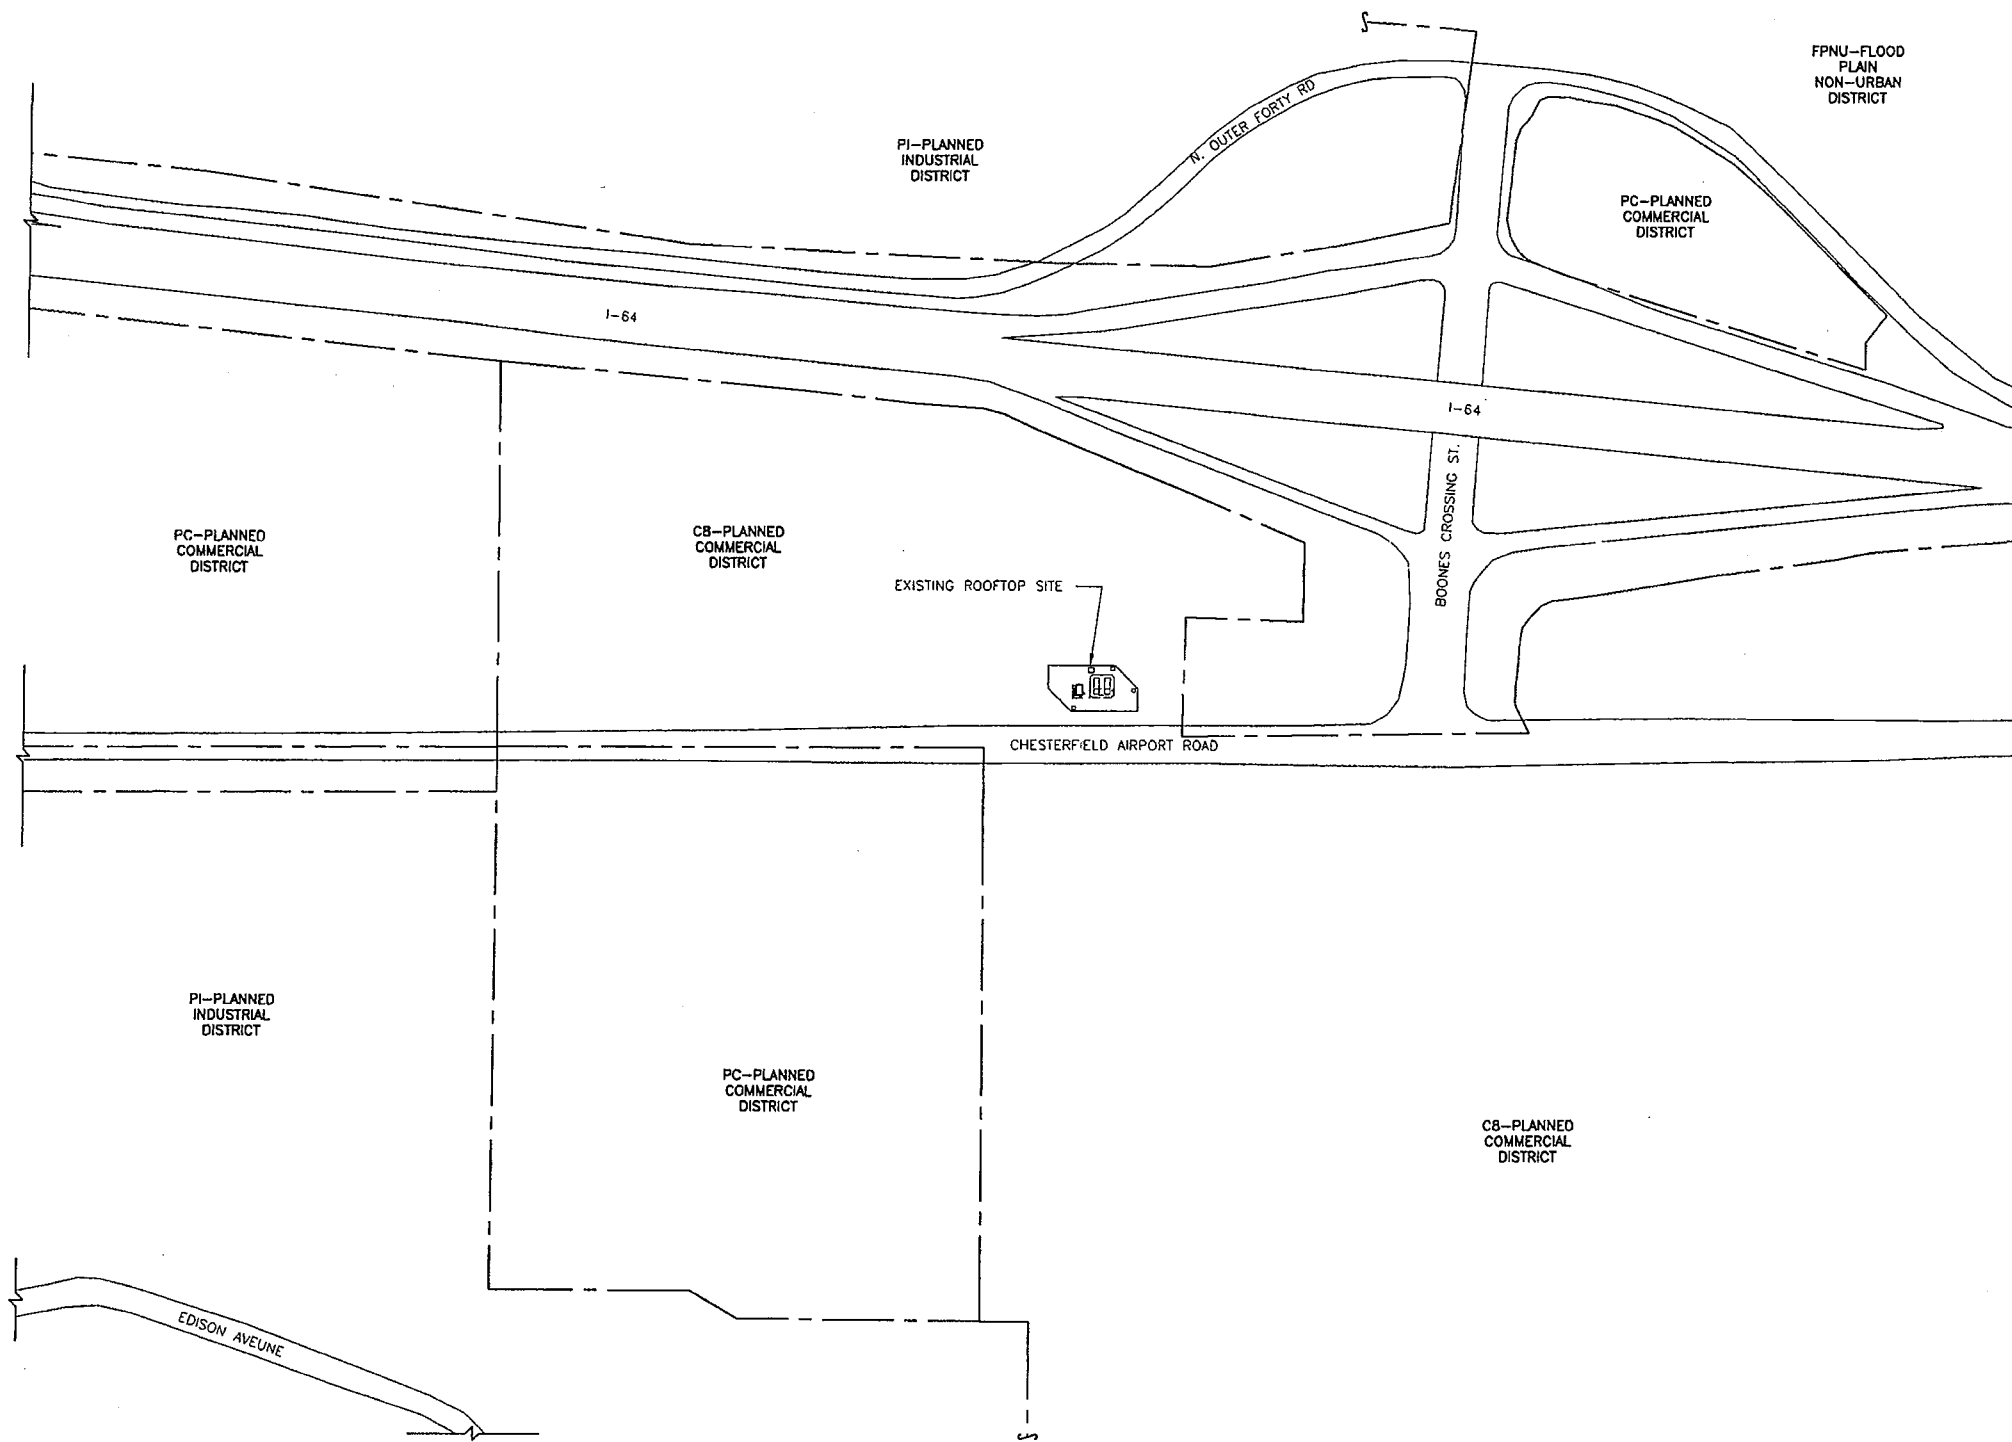 FPNU-FLOOD
PLAIN
NON-URBAN
DISTRICT
N. OUTER FORTY RD
PI-PLANNED
INDUSTRIAL
DISTRICT
PC-PLANNED
COMMERCIAL
DISTRICT
I-64
I-64
BOONES CROSSING ST.
PC-PLANNED
COMMERCIAL
DISTRICT
C8-PLANNED
COMMERCIAL
DISTRICT
EXISTING ROOFTOP SITE
CHESTERFIELD AIRPORT ROAD
PI-PLANNED
INDUSTRIAL
DISTRICT
PC-PLANNED
COMMERCIAL
DISTRICT
C8-PLANNED
COMMERCIAL
DISTRICT
EDISON AVEUNE